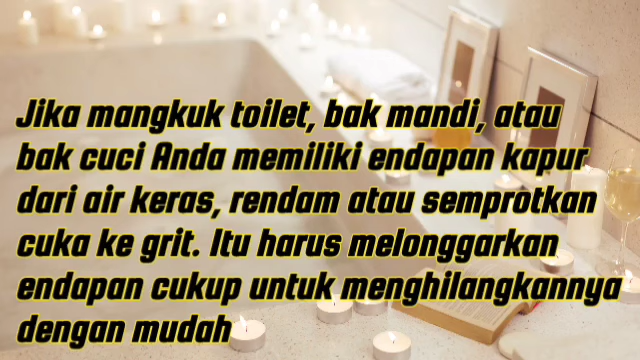 Jika mangkuk toilet, bak mandi, atau
bak cuci Anda memiliki endapan kapur
dari air keras, rendam atau semprotkan
cuka ke grit. Itu harus melonggarkan
endapan cukup untuk menghilangkannya
dengan mudah